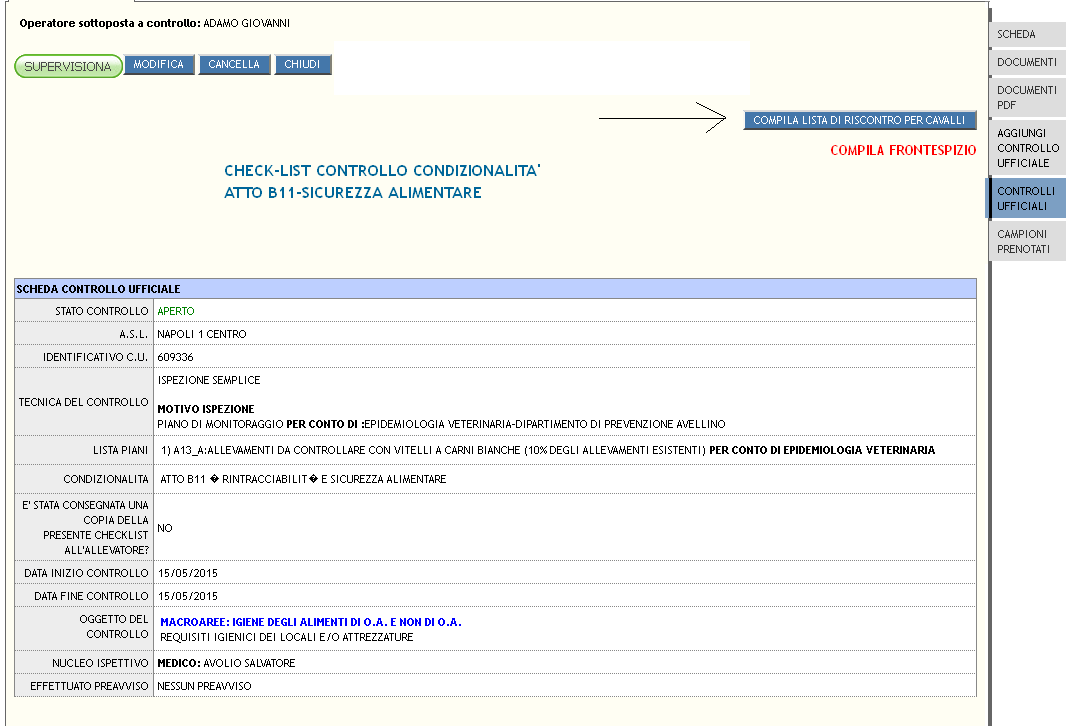 Operatore sottoposta a controllo: ADAMO GIOVANNI
SUPERVISIONA
MODIFICA
CANCELLA
CHIUDI
COMPILA LISTA DI RISCONTRO PER CAVALLI
COMPILA FRONTESPIZIO
CHECK-LIST CONTROLLO CONDIZIONALITA'
ATTO B11-SICUREZZA ALIMENTARE
SCHEDA CONTROLLO UFFICIALE
STATO CONTROLLO APERTO
A.S.L. NAPOLI 1 CENTRO
IDENTIFICATIVO C.U. 609336
TECNICA DEL CONTROLLO
ISPEZIONE SEMPLICE
MOTIVO ISPEZIONE
PIANO DI MONITORAGGIO PER CONTO DI :EPIDEMIOLOGIA VETERINARIA-DIPARTIMENTO DI PREVENZIONE AVELLINO
LISTA PIANI 1) A13_A:ALLEVAMENTI DA CONTROLLARE CON VITELLI A CARNI BIANCHE (10% DEGLI ALLEVAMENTI ESISTENTI) PER CONTO DI EPIDEMIOLOGIA VETERINARIA
CONDIZIONALITA ATTO B11 � RINTRACCIABILIT� E SICUREZZA ALIMENTARE
E' STATA CONSEGNATA UNA
COPIA DELLA
PRESENTE CHECKLIST
ALL'ALLEVATORE?
NO
DATA INIZIO CONTROLLO 15/05/2015
DATA FINE CONTROLLO 15/05/2015
OGGETTO DEL
CONTROLLO
MACROAREE: IGIENE DEGLI ALIMENTI DI O.A. E NON DI O.A.
REQUISITI IGIENICI DEI LOCALI E/O ATTREZZATURE
NUCLEO ISPETTIVO MEDICO: AVOLIO SALVATORE
EFFETTUATO PREAVVISO NESSUN PREAVVISO
SCHEDA
DOCUMENTI
DOCUMENTI
PDF
AGGIUNGI
CONTROLLO
UFFICIALE
CONTROLLI
UFFICIALI
CAMPIONI
PRENOTATI